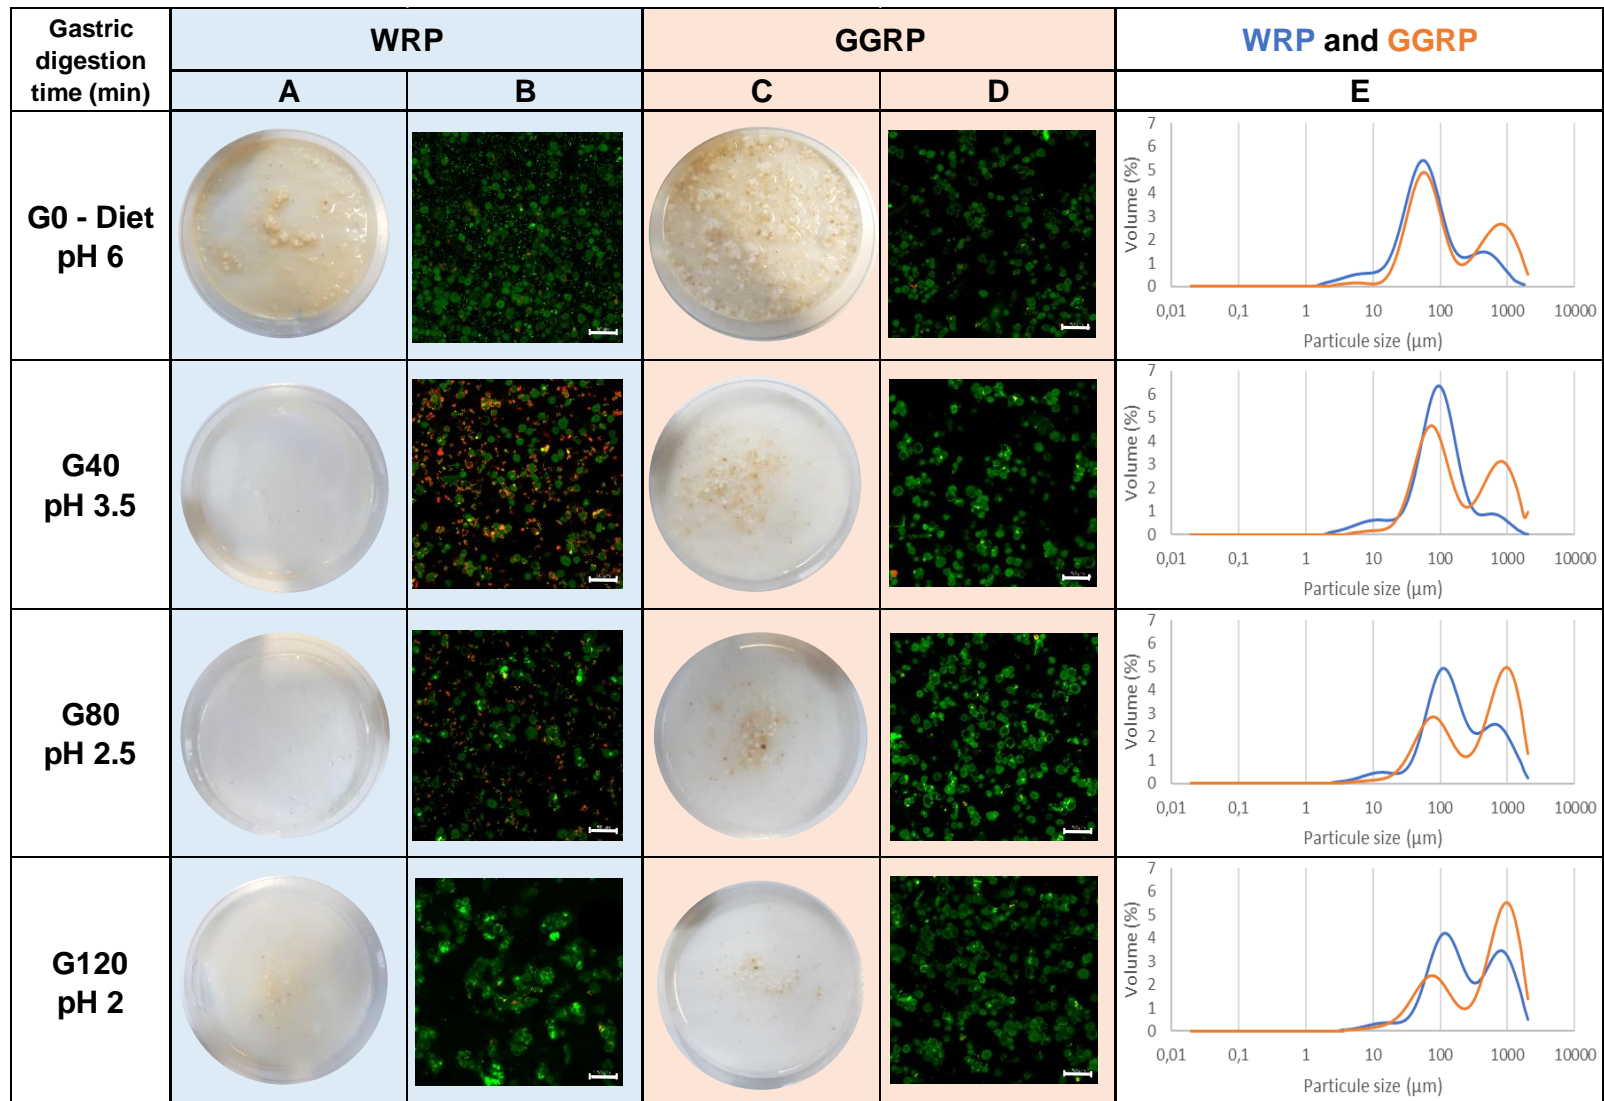 Gastric
digestion
time (min)
WRP
GGRP
WRP and GGRP
A
B
C
D
E
G0 - Diet
pH 6
7
6
5
4
3
2
1
0
Volume (%)
0,01 0,1 1 10 100 1000 10000
Particule size (µm)
G40
pH 3.5
7
6
5
4
3
2
1
0
Volume (%)
0,01 0,1 1 10 100 1000 10000
Particule size (µm)
G80
pH 2.5
7
6
5
4
3
2
1
0
Volume (%)
0,01 0,1 1 10 100 1000 10000
Particule size (µm)
G120
pH 2
7
6
5
4
3
2
1
0
Volume (%)
0,01 0,1 1 10 100 1000 10000
Particule size (µm)